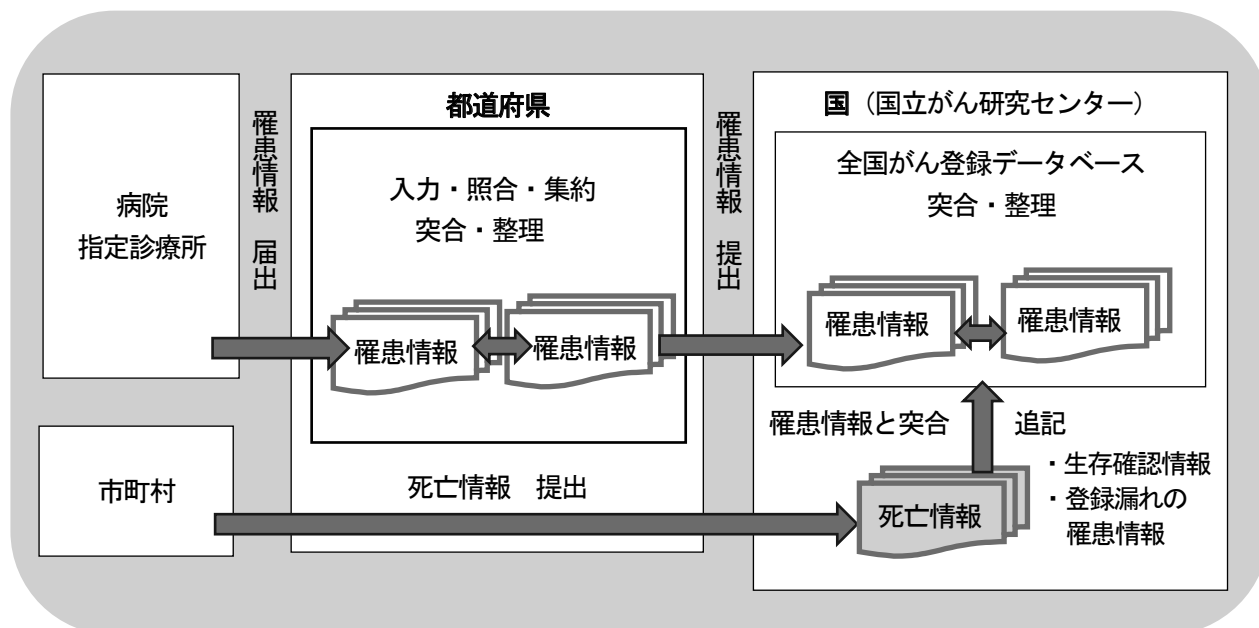 病院
指定診療所
罹患情報　届出
都道府県
入力・照合・集約
突合・整理
罹患情報
罹患情報
罹患情報　提出
国（国立がん研究センター）
全国がん登録データベース
突合・整理
罹患情報
罹患情報
市町村
死亡情報　提出
罹患情報と突合
追記
・生存確認情報
・登録漏れの
罹患情報
死亡情報